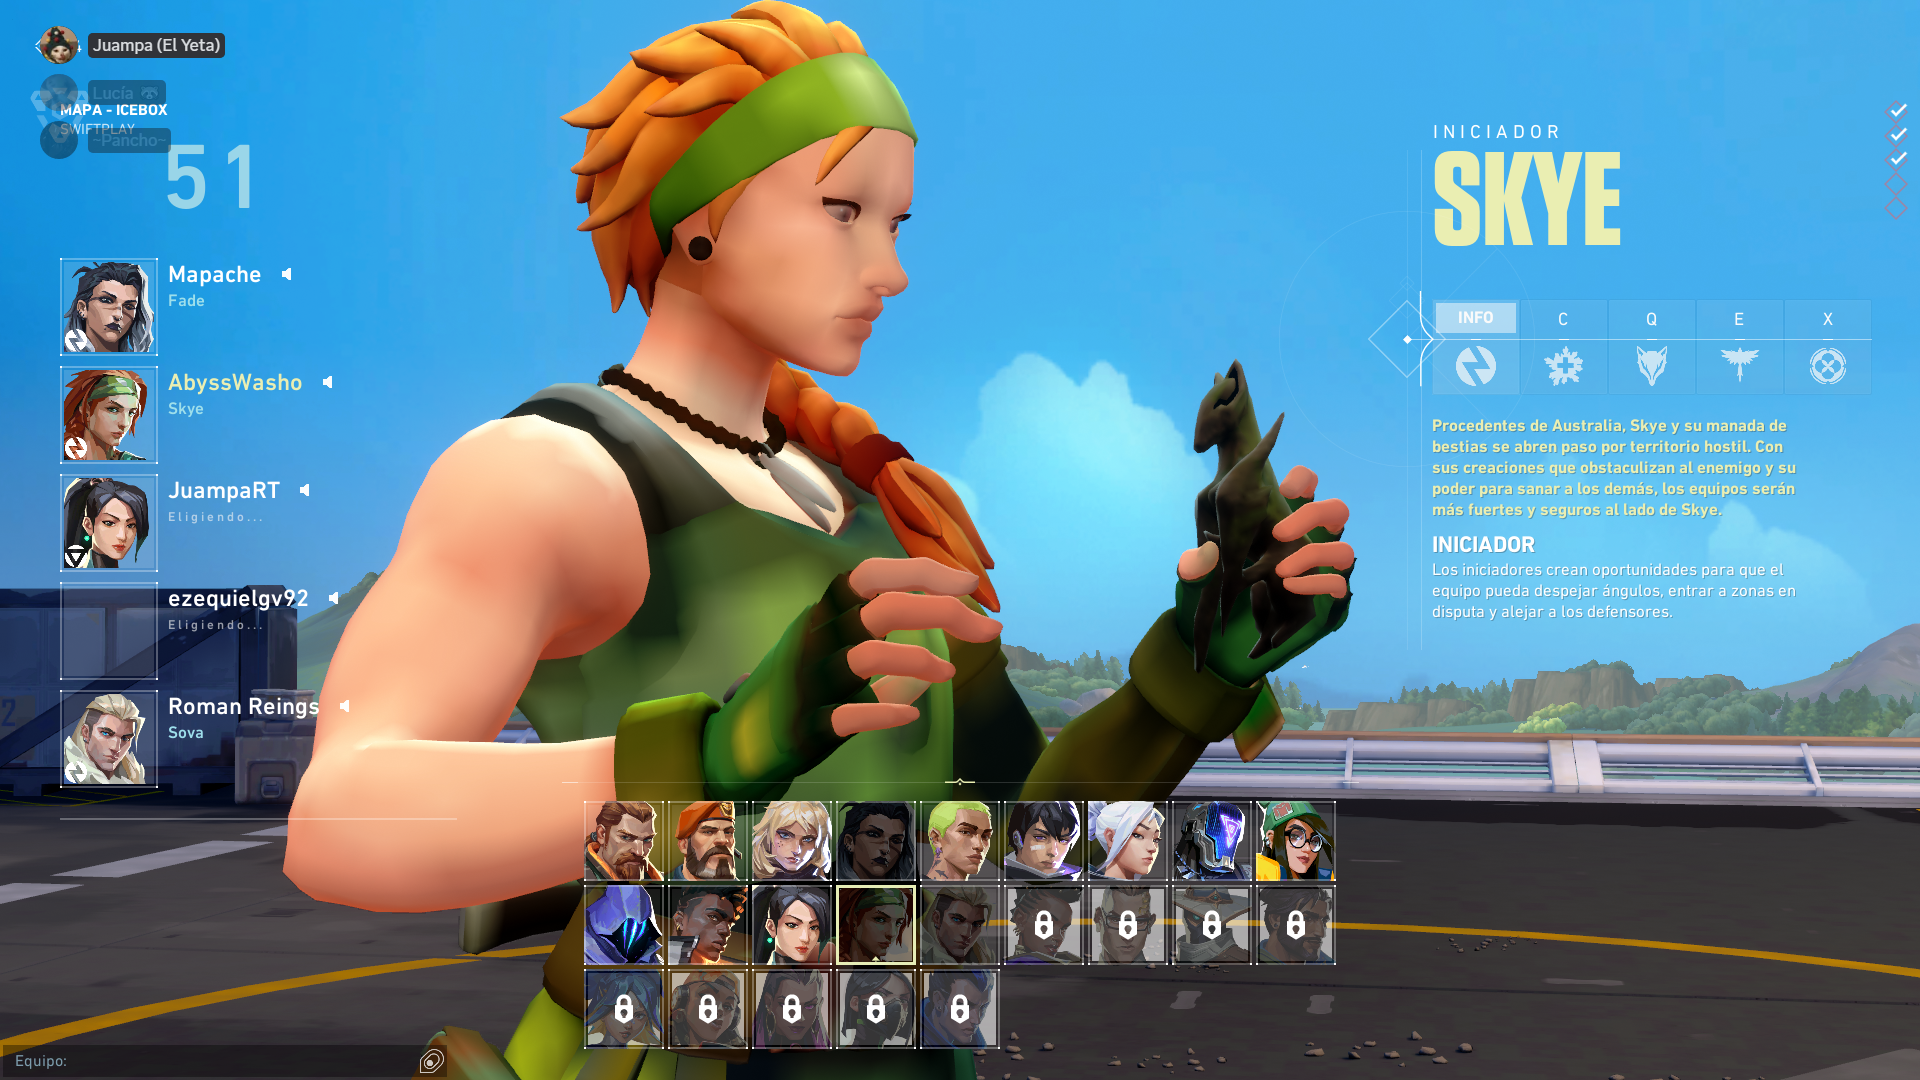 Juampa (El Yeta)
Lucía
MAPA - ICEBOX
SWIFTPLAY
~Pancho~
51
Mapache
Fade
AbyssWasho
Skye
JuampaRT
Eligiendo...
ezequielgv92
Eligiendo...
Roman Reings
Sova
2
INICIADOR
SKYE
INFO C Q E X
Procedentes de Australia, Skye y su manada de
bestias se abren paso por territorio hostil. Con
sus creaciones que obstaculizan al enemigo y su
poder para sanar a los demás, los equipos serán
más fuertes y seguros al lado de Skye.
INICIADOR
Los iniciadores crean oportunidades para que el
equipo pueda despejar ángulos, entrar a zonas en
disputa y alejar a los defensores.
Equipo: